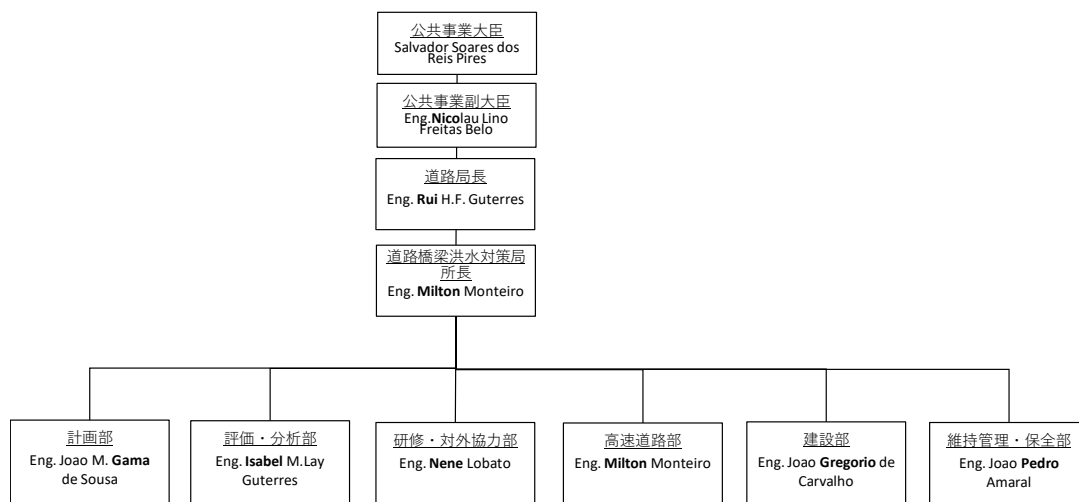 公共事業大臣
Salvador Soares dos
Reis Pires
公共事業副大臣
Eng.Nicolau Lino
Freitas Belo
道路局長
Eng. Rui H.F. Guterres
道路橋梁洪水対策局
所長
Eng. Milton Monteiro
計画部
Eng. Joao M. Gama
de Sousa
評価・分析部
Eng. Isabel M.Lay
Guterres
研修・対外協力部
Eng. Nene Lobato
高速道路部
Eng. Milton Monteiro
建設部
Eng. Joao Gregorio de
Carvalho
維持管理・保全部
Eng. Joao Pedro
Amaral